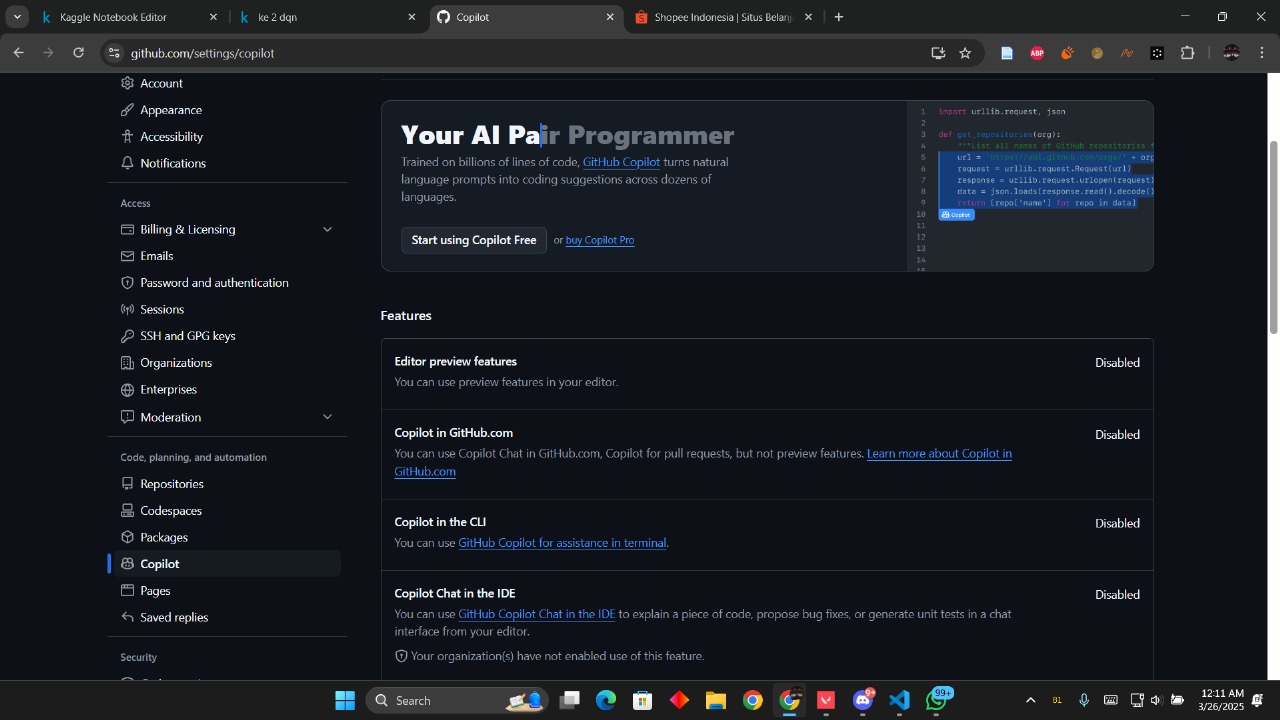 Kaggle Notebook Editor
ke 2 dqn
Copilot
Shopee Indonesia | Situs Belanj
github.com/settings/copilot
ABP
Account
Appearance
Accessibility
Notifications
Access
Billing & Licensing
Emails
Password and authentication
Sessions
SSH and GPG keys
Organizations
Enterprises
Moderation
Code, planning, and automation
Repositories
Codespaces
Packages
Copilot
Pages
Saved replies
Security
Your AI Pair Programmer
Trained on billions of lines of code, GitHub Copilot turns natural
language prompts into coding suggestions across dozens of
languages.
Start using Copilot Free or buy Copilot Pro
1 import urllib.request, json
2
3 def get_repositories(org):
4 """List all names of GitHub repositories f
5 url = 'https://api.github.com/orgs/' + org
6 request = urllib.request.Request(url)
7 response = urllib.request.urlopen(request)
8 data = json.loads(response.read().decode()
9 return [repo['name'] for repo in data]
10 Copilot
11
12
13
14
15
Features
Editor preview features Disabled
You can use preview features in your editor.
Copilot in GitHub.com Disabled
You can use Copilot Chat in GitHub.com, Copilot for pull requests, but not preview features. Learn more about Copilot in
GitHub.com
Copilot in the CLI Disabled
You can use GitHub Copilot for assistance in terminal.
Copilot Chat in the IDE Disabled
You can use GitHub Copilot Chat in the IDE to explain a piece of code, propose bug fixes, or generate unit tests in a chat
interface from your editor.
Your organization(s) have not enabled use of this feature.
Search
99+
81
12:11 AM
3/26/2025